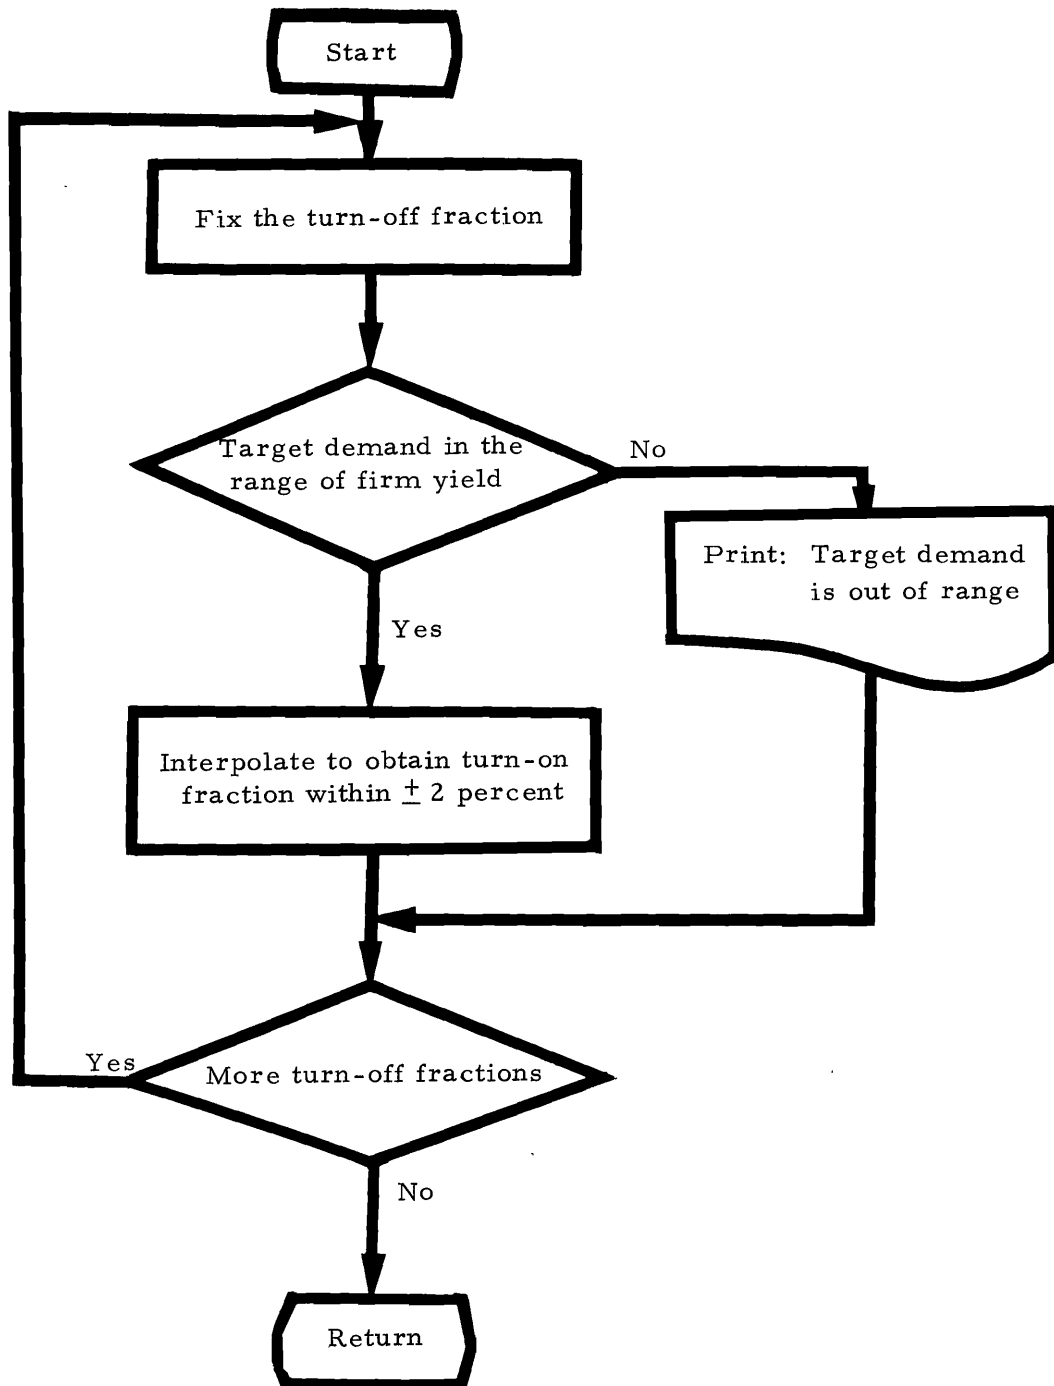 Start
Fix the turn-off fraction
Target demand in the
range of firm yield
No
Print: Target demand
is out of range
Yes
Interpolate to obtain turn-on
fraction within ± 2 percent
Yes
More turn-off fractions
No
Return